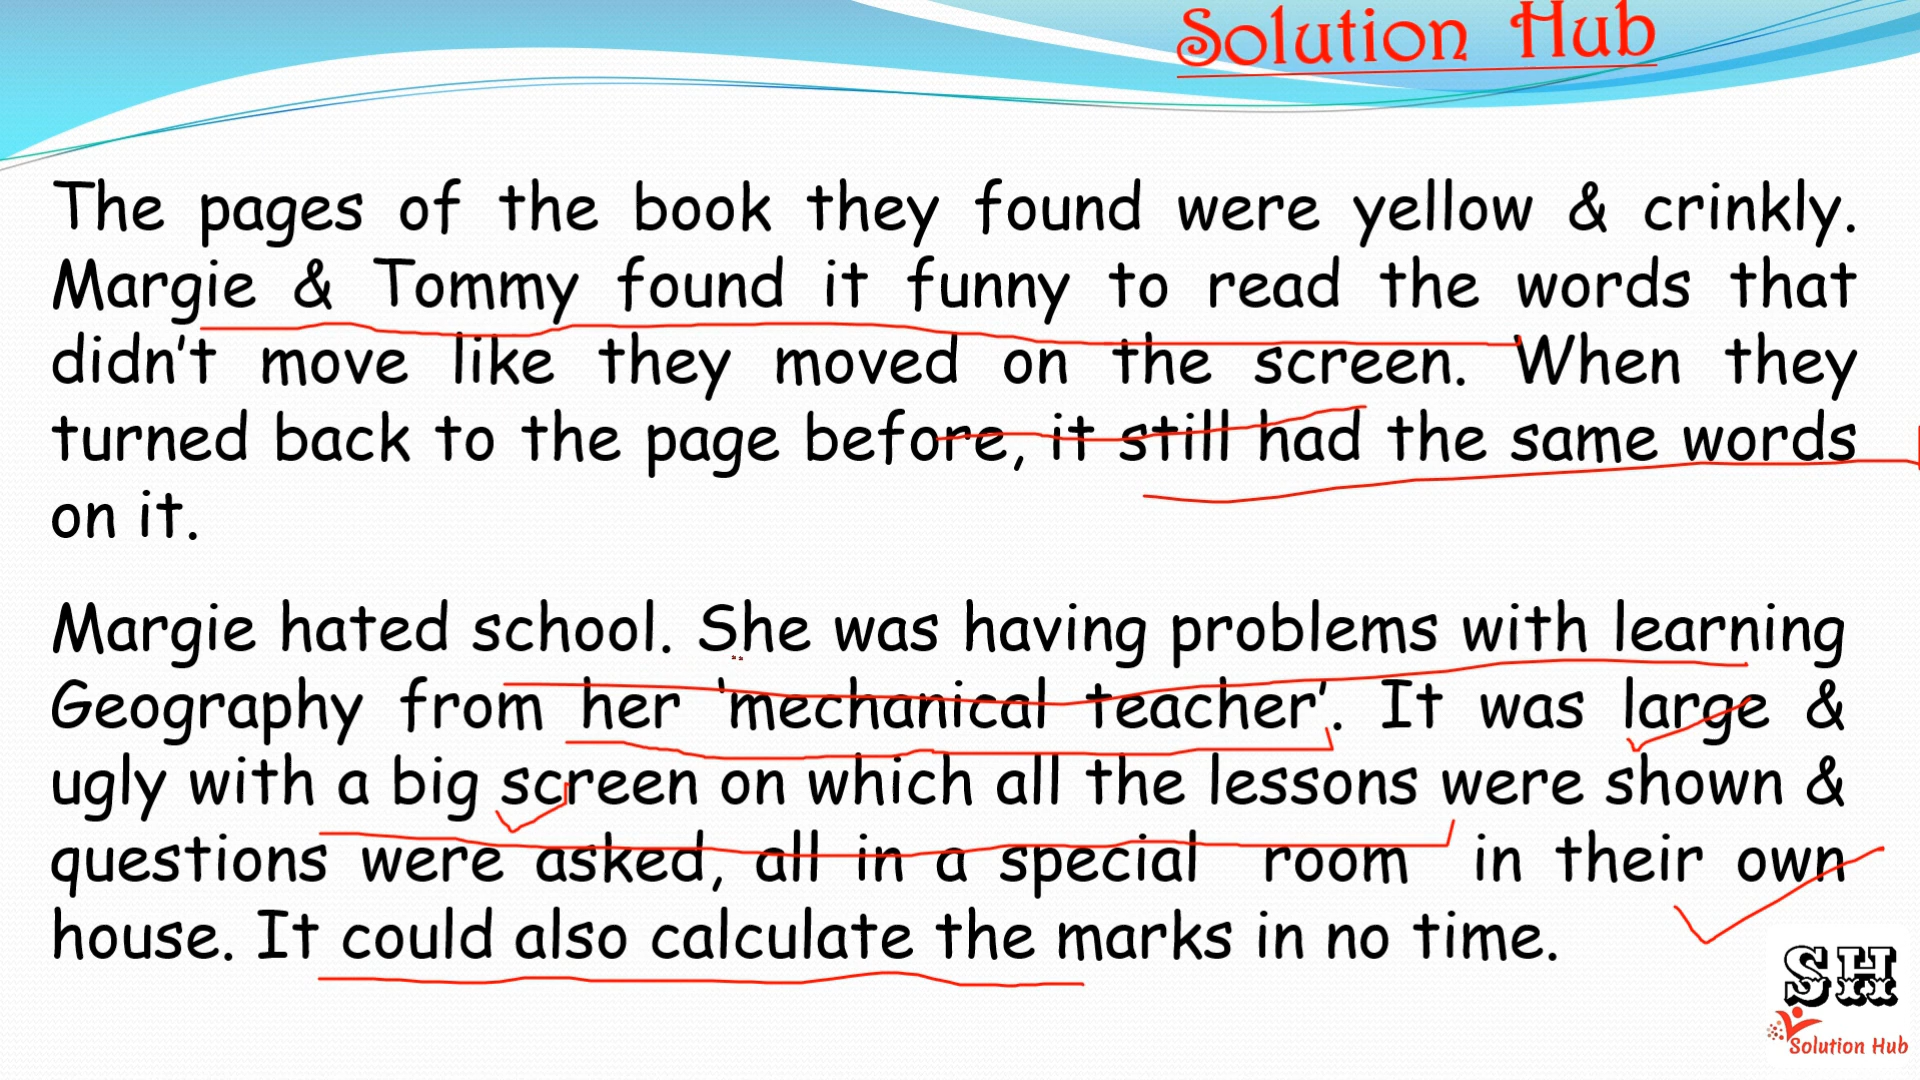 Solution Hub
The pages of the book they found were yellow & crinkly.
Margie & Tommy found it funny to read the words that
didn't move like they moved on the screen. When they
turned back to the page before, it still had the same words
on it.
Margie hated school. She was having problems with learning
Geography from her 'mechanical teacher'. It was large &
ugly with a big screen on which all the lessons were shown &
questions were asked, all in a special room in their own
house. It could also calculate the marks in no time.
SH
Solution Hub